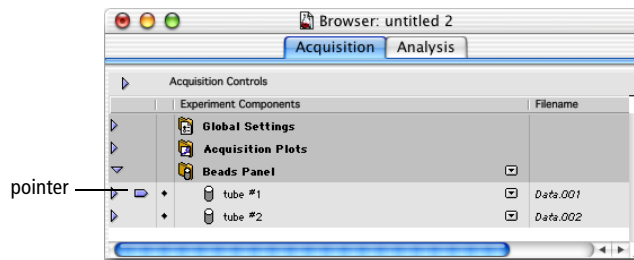 Browser: untitled 2
Acquisition Analysis
Acquisition Controls
Experiment Components Filename
Global Settings
Acquisition Plots
Beads Panel
pointer
tube #1 Data.001
tube #2 Data.002